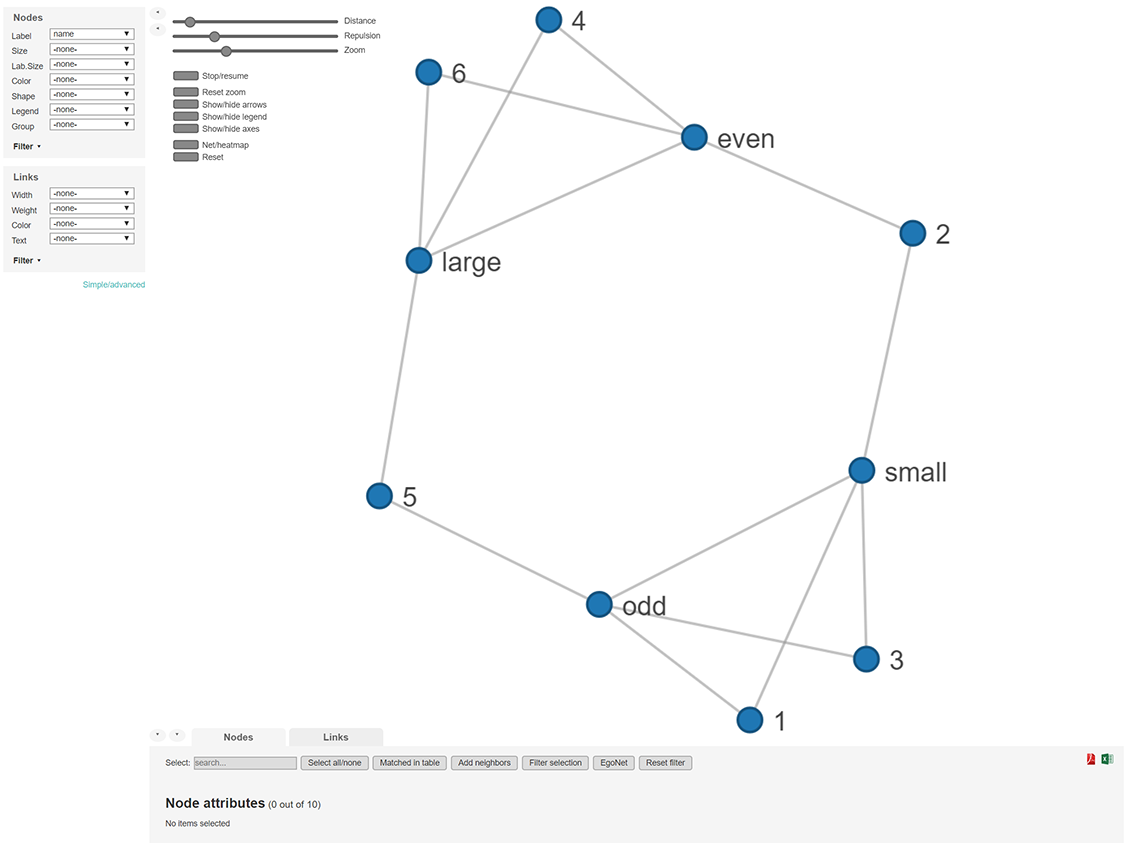 Nodes
Label name
Size -none-
Lab.Size -none-
Color -none-
Shape -none-
Legend -none-
Group -none-
Filter
Links
Width -none-
Weight -none-
Color -none-
Text -none-
Filter
Simple/advanced
Distance
Repulsion
Zoom
Stop/resume
Reset zoom
Show/hide arrows
Show/hide legend
Show/hide axes
Net/heatmap
Reset
4
6
even
2
large
small
5
odd
3
1
Nodes Links
Select: search... Select all/none Matched in table Add neighbors Filter selection EgoNet Reset filter
Node attributes (0 out of 10)
No items selected